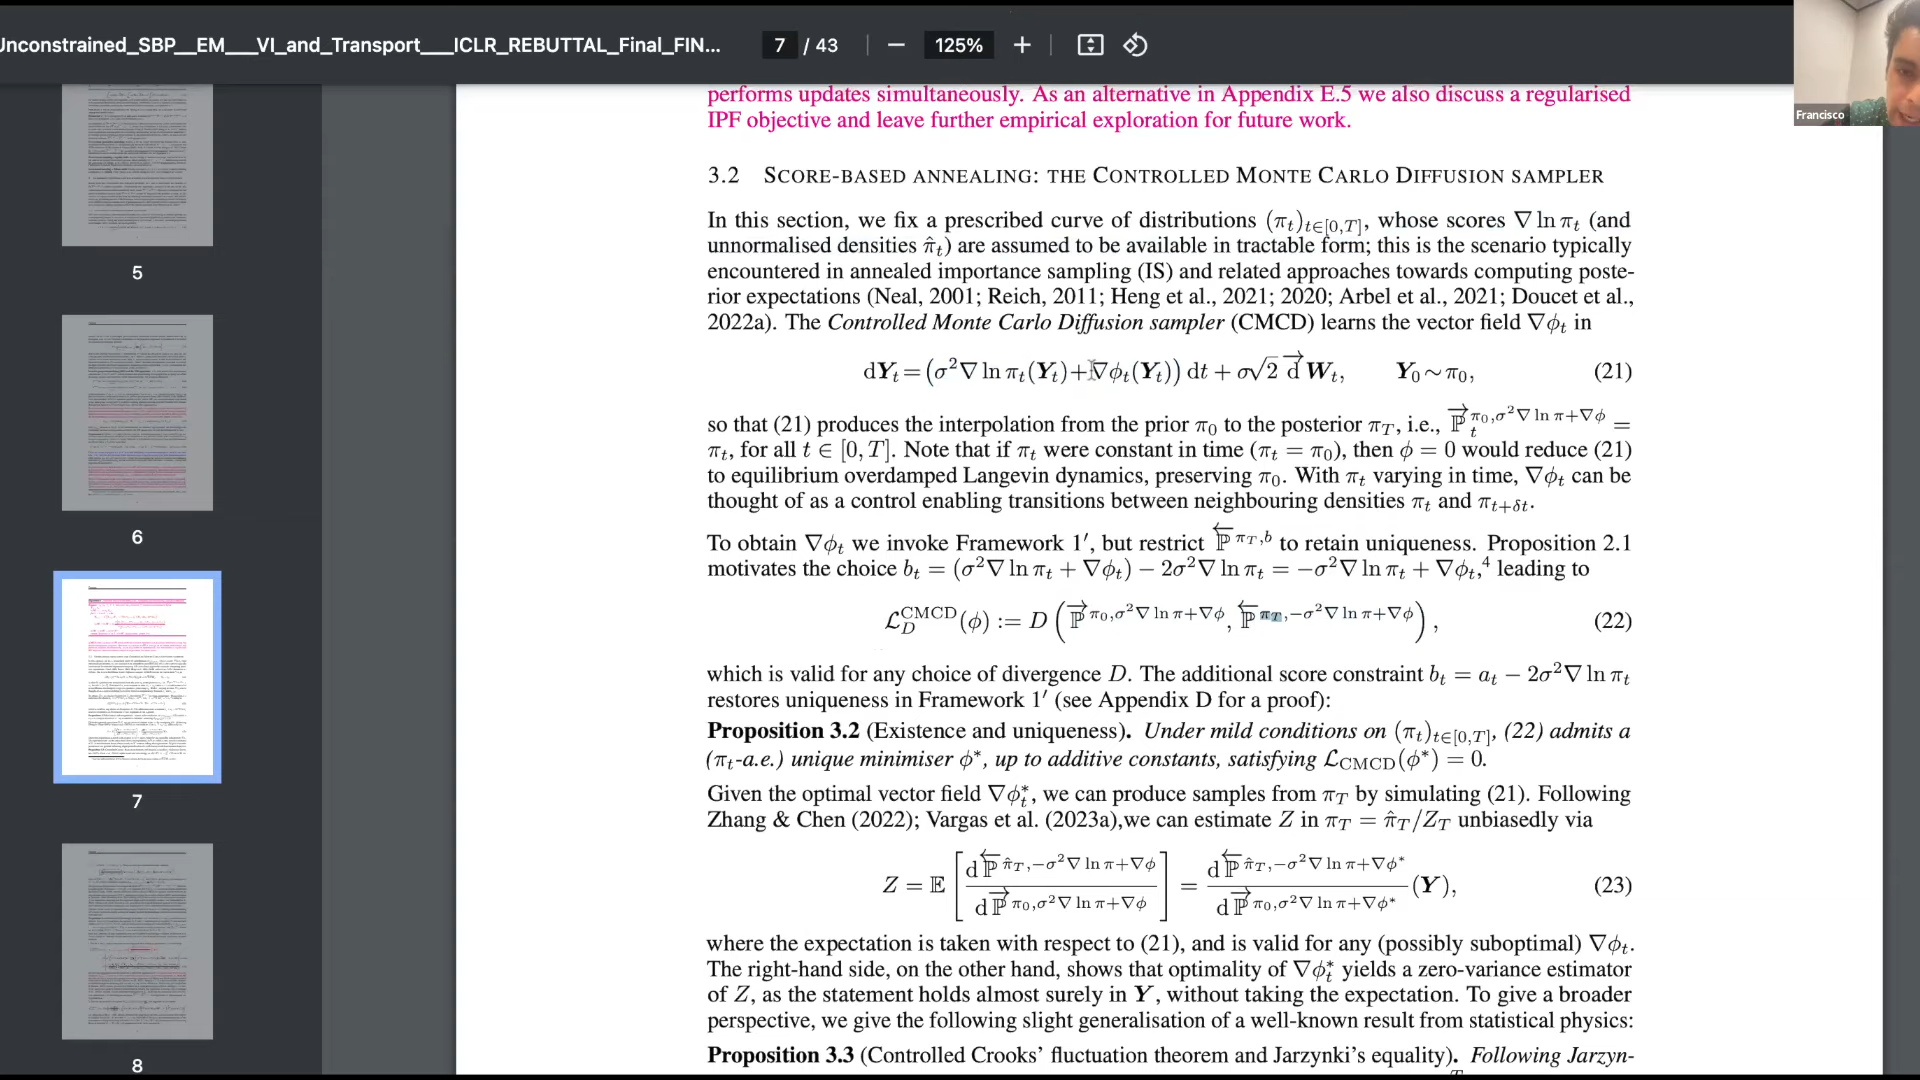 Unconstrained_SBP__EM___VI_and_Transport___ICLR_REBUTTAL_Final_FIN...
7 / 43
125%
Francisco
5
6
7
8
performs updates simultaneously. As an alternative in Appendix E.5 we also discuss a regularised
IPF objective and leave further empirical exploration for future work.
3.2 SCORE-BASED ANNEALING: THE CONTROLLED MONTE CARLO DIFFUSION SAMPLER
In this section, we fix a prescribed curve of distributions (π_t)_{t∈[0,T]}, whose scores ∇ ln π_t (and
unnormalised densities π̂_t) are assumed to be available in tractable form; this is the scenario typically
encountered in annealed importance sampling (IS) and related approaches towards computing poste-
rior expectations (Neal, 2001; Reich, 2011; Heng et al., 2021; 2020; Arbel et al., 2021; Doucet et al.,
2022a). The Controlled Monte Carlo Diffusion sampler (CMCD) learns the vector field ∇φ_t in
dY_t = (σ²∇ ln π_t(Y_t)+∇φ_t(Y_t)) dt + σ√2 d⃗ W_t, Y_0 ∼ π_0, (21)
so that (21) produces the interpolation from the prior π_0 to the posterior π_T, i.e., P⃗_t^{π_0,σ²∇ ln π+∇φ} =
π_t, for all t ∈ [0, T]. Note that if π_t were constant in time (π_t = π_0), then φ = 0 would reduce (21)
to equilibrium overdamped Langevin dynamics, preserving π_0. With π_t varying in time, ∇φ_t can be
thought of as a control enabling transitions between neighbouring densities π_t and π_{t+δt}.
To obtain ∇φ_t we invoke Framework 1′, but restrict P⃖^{π_T,b} to retain uniqueness. Proposition 2.1
motivates the choice b_t = (σ²∇ ln π_t + ∇φ_t) − 2σ²∇ ln π_t = −σ²∇ ln π_t + ∇φ_t,⁴ leading to
L_D^{CMCD}(φ) := D (P⃗^{π_0,σ²∇ ln π+∇φ}, P⃖^{π_T,−σ²∇ ln π+∇φ}), (22)
which is valid for any choice of divergence D. The additional score constraint b_t = a_t − 2σ²∇ ln π_t
restores uniqueness in Framework 1′ (see Appendix D for a proof):
Proposition 3.2 (Existence and uniqueness). Under mild conditions on (π_t)_{t∈[0,T]}, (22) admits a
(π_t-a.e.) unique minimiser φ*, up to additive constants, satisfying L_{CMCD}(φ*) = 0.
Given the optimal vector field ∇φ*_t, we can produce samples from π_T by simulating (21). Following
Zhang & Chen (2022); Vargas et al. (2023a),we can estimate Z in π_T = π̂_T/Z_T unbiasedly via
Z = E [dP⃖^{π̂_T,−σ²∇ ln π+∇φ} / dP⃗^{π_0,σ²∇ ln π+∇φ}] = dP⃖^{π̂_T,−σ²∇ ln π+∇φ*} / dP⃗^{π_0,σ²∇ ln π+∇φ*} (Y), (23)
where the expectation is taken with respect to (21), and is valid for any (possibly suboptimal) ∇φ_t.
The right-hand side, on the other hand, shows that optimality of ∇φ*_t yields a zero-variance estimator
of Z, as the statement holds almost surely in Y, without taking the expectation. To give a broader
perspective, we give the following slight generalisation of a well-known result from statistical physics:
Proposition 3.3 (Controlled Crooks' fluctuation theorem and Jarzynki's equality). Following Jarzyn-